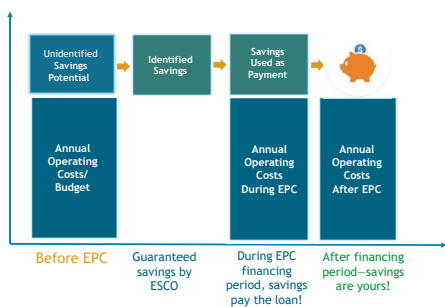 Unidentified
Savings
Potential
Identified
Savings
Savings
Used as
Payment
$
Annual
Operating
Costs/
Budget
Annual
Operating
Costs
During EPC
Annual
Operating
Costs
After EPC
Before EPC
Guaranteed
savings by
ESCO
During EPC
financing
period, savings
pay the loan!
After financing
period—savings
are yours!